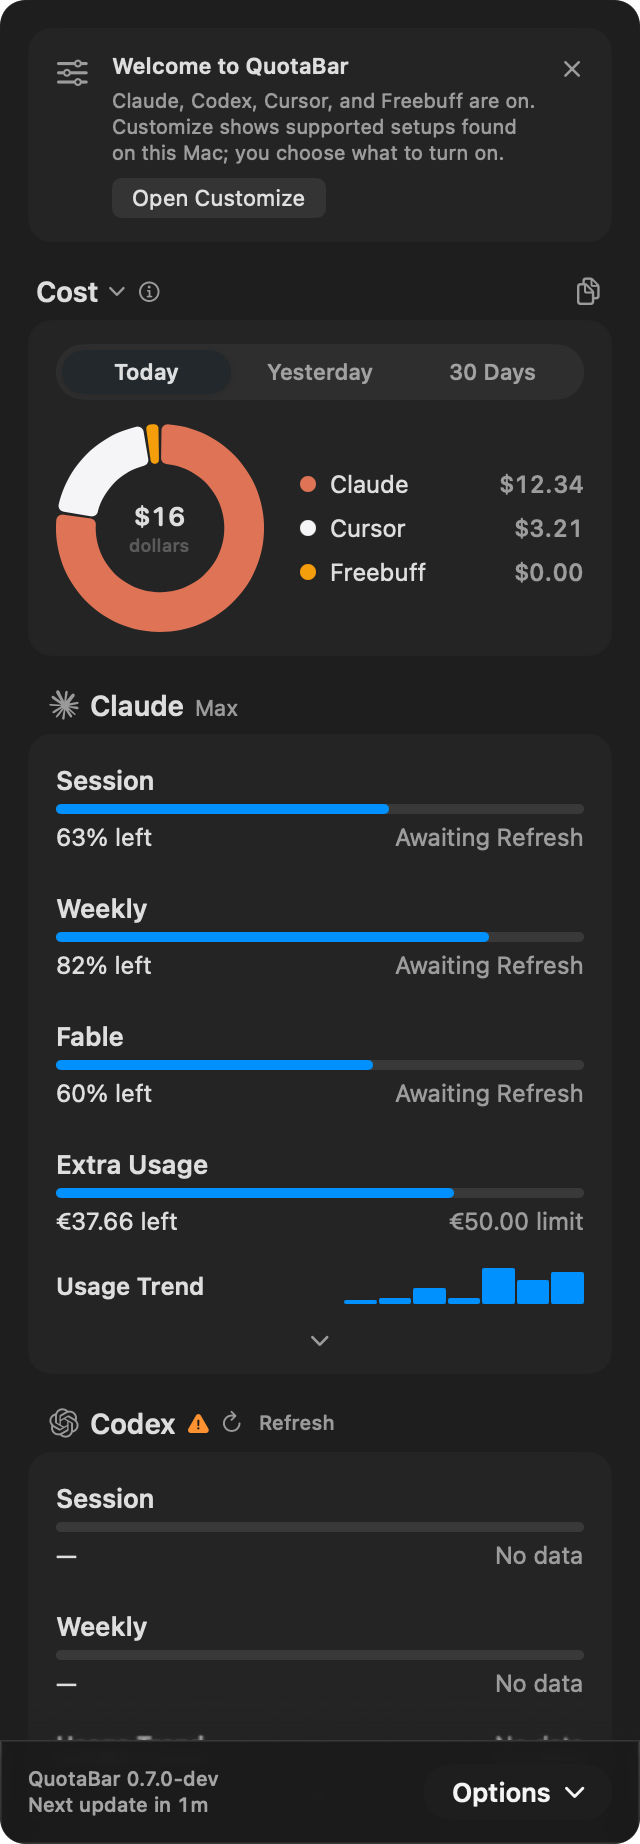 Welcome to QuotaBar
Claude, Codex, Cursor, and Freebuff are on.
Customize shows supported setups found
on this Mac; you choose what to turn on.
Open Customize
Cost
Today Yesterday 30 Days
$16
dollars
Claude $12.34
Cursor $3.21
Freebuff $0.00
Claude Max
Session
63% left Awaiting Refresh
Weekly
82% left Awaiting Refresh
Fable
60% left Awaiting Refresh
Extra Usage
€37.66 left €50.00 limit
Usage Trend
Codex Refresh
Session
— No data
Weekly
— No data
QuotaBar 0.7.0-dev
Next update in 1m
Options